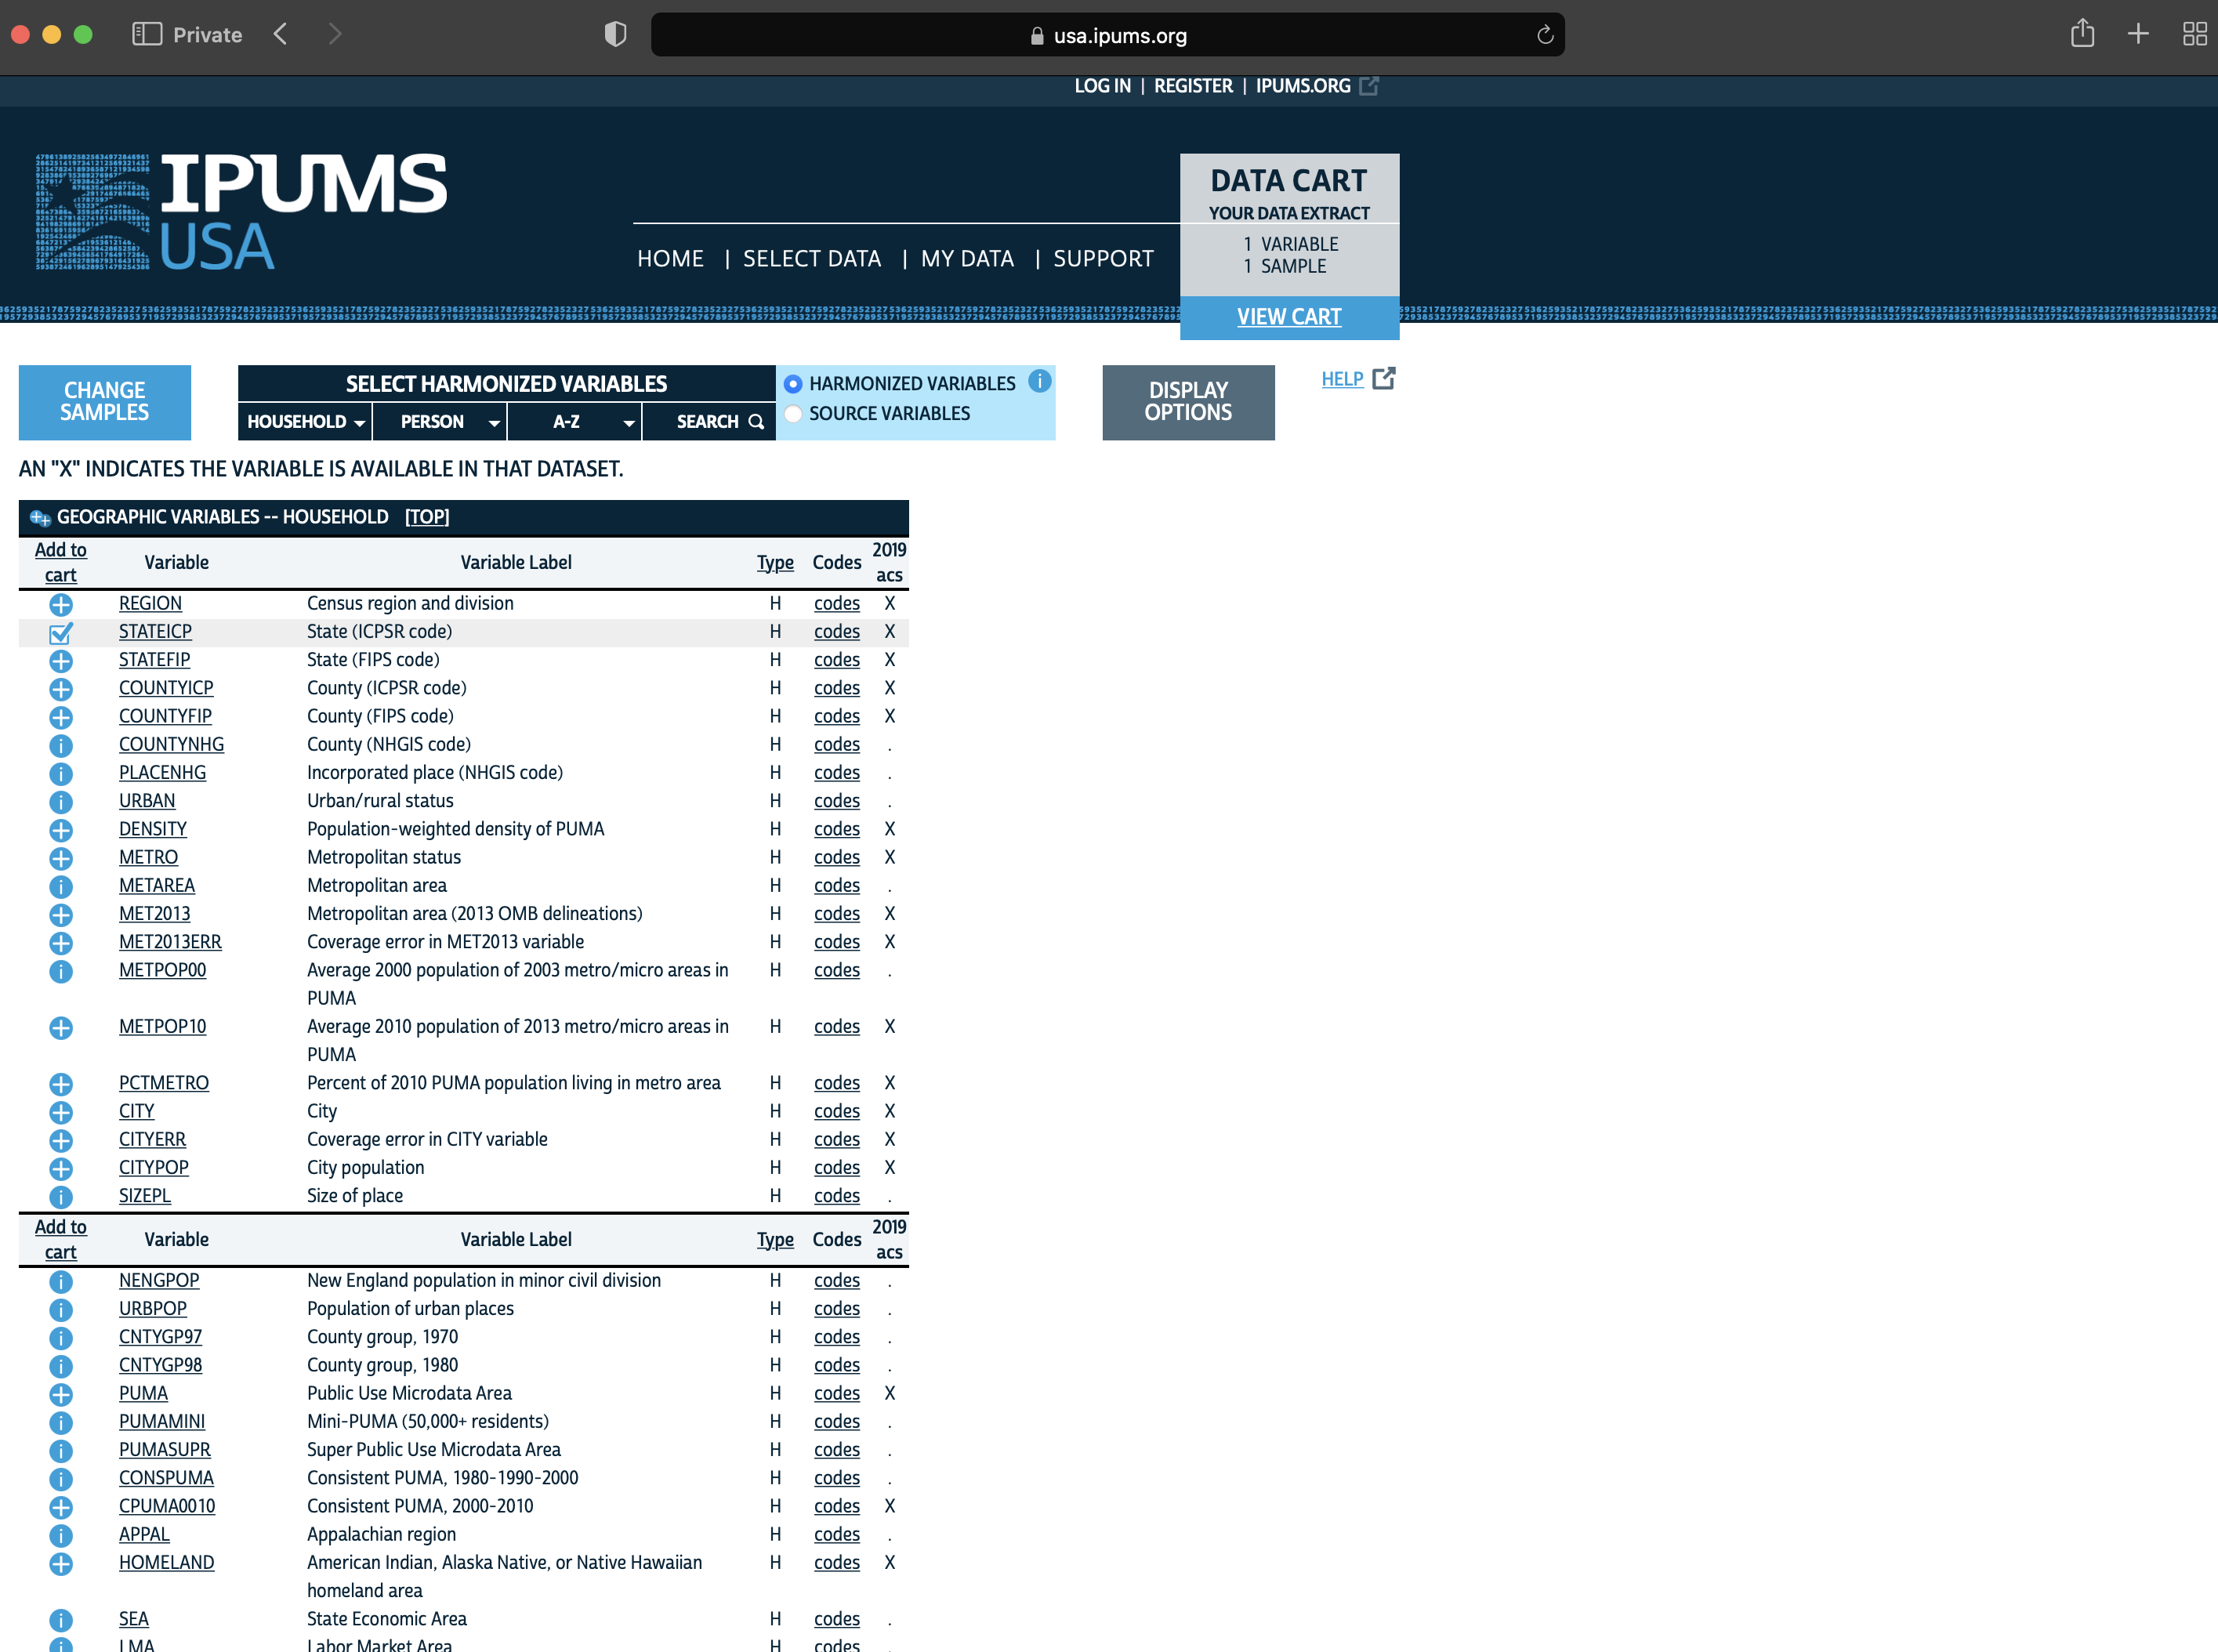 Private
usa.ipums.org
LOG IN | REGISTER | IPUMS.ORG
IPUMS
USA
HOME | SELECT DATA | MY DATA | SUPPORT
DATA CART
YOUR DATA EXTRACT
1 VARIABLE
1 SAMPLE
VIEW CART
CHANGE
SAMPLES
SELECT HARMONIZED VARIABLES
HOUSEHOLD PERSON A-Z SEARCH
HARMONIZED VARIABLES
SOURCE VARIABLES
DISPLAY
OPTIONS
HELP
AN "X" INDICATES THE VARIABLE IS AVAILABLE IN THAT DATASET.
GEOGRAPHIC VARIABLES -- HOUSEHOLD [TOP]
Add to cart Variable Variable Label Type Codes 2019 acs
REGION Census region and division H codes X
STATEICP State (ICPSR code) H codes X
STATEFIP State (FIPS code) H codes X
COUNTYICP County (ICPSR code) H codes X
COUNTYFIP County (FIPS code) H codes X
COUNTYNHG County (NHGIS code) H codes .
PLACENHG Incorporated place (NHGIS code) H codes .
URBAN Urban/rural status H codes .
DENSITY Population-weighted density of PUMA H codes X
METRO Metropolitan status H codes X
METAREA Metropolitan area H codes .
MET2013 Metropolitan area (2013 OMB delineations) H codes X
MET2013ERR Coverage error in MET2013 variable H codes X
METPOP00 Average 2000 population of 2003 metro/micro areas in H codes .
PUMA
METPOP10 Average 2010 population of 2013 metro/micro areas in H codes X
PUMA
PCTMETRO Percent of 2010 PUMA population living in metro area H codes X
CITY City H codes X
CITYERR Coverage error in CITY variable H codes X
CITYPOP City population H codes X
SIZEPL Size of place H codes .
Add to cart Variable Variable Label Type Codes 2019 acs
NENGPOP New England population in minor civil division H codes .
URBPOP Population of urban places H codes .
CNTYGP97 County group, 1970 H codes .
CNTYGP98 County group, 1980 H codes .
PUMA Public Use Microdata Area H codes X
PUMAMINI Mini-PUMA (50,000+ residents) H codes .
PUMASUPR Super Public Use Microdata Area H codes .
CONSPUMA Consistent PUMA, 1980-1990-2000 H codes .
CPUMA0010 Consistent PUMA, 2000-2010 H codes X
APPAL Appalachian region H codes .
HOMELAND American Indian, Alaska Native, or Native Hawaiian H codes X
homeland area
SEA State Economic Area H codes .
LMA Labor Market Area H codes